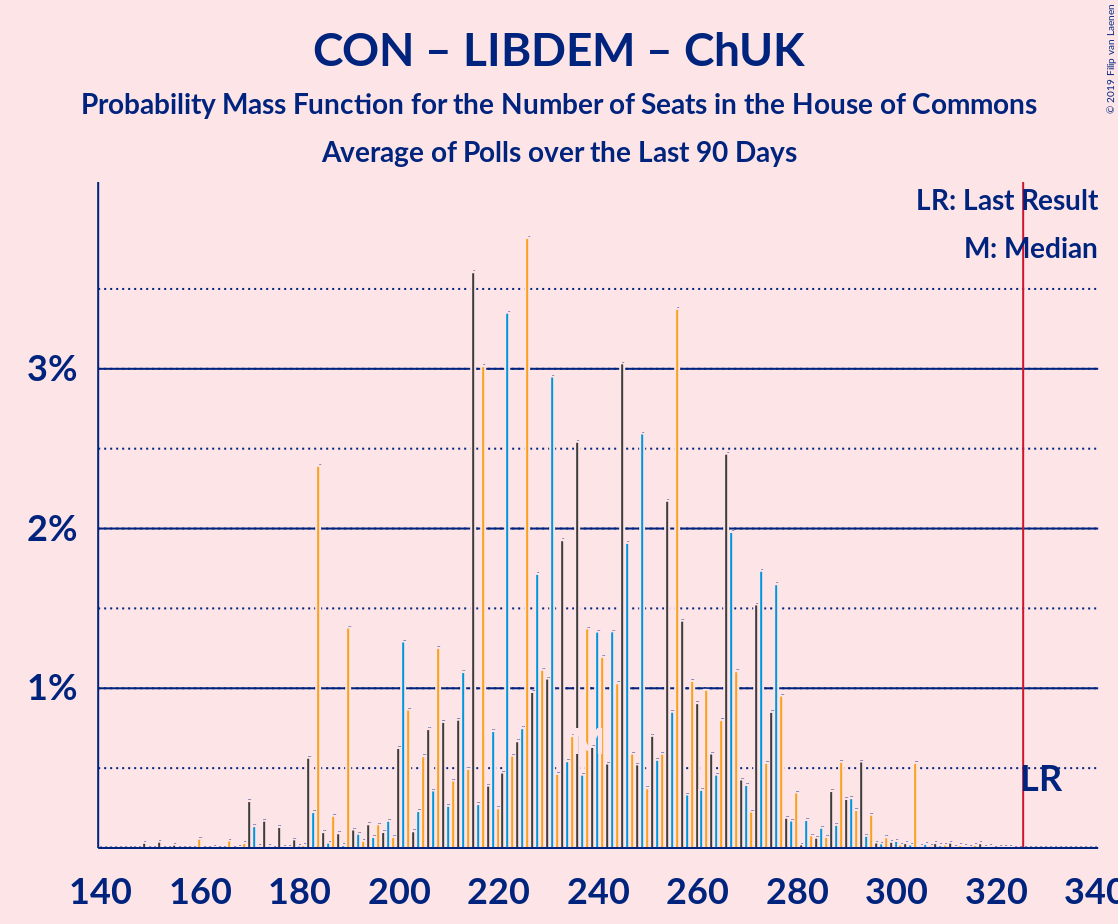 CON – LIBDEM – ChUK
Probability Mass Function for the Number of Seats in the House of Commons
Average of Polls over the Last 90 Days
© 2019 Filip van Laenen
LR: Last Result
M: Median
3%
2%
1%
LR
140 160 180 200 220 240 260 280 300 320 340